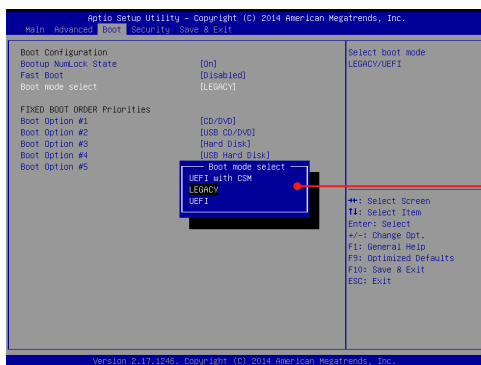 Aptio Setup Utility – Copyright (C) 2014 American Megatrends, Inc.
Main Advanced Boot Security Save & Exit
Boot Configuration
Bootup NumLock State [On]
Fast Boot [Disabled]
Boot mode select [LEGACY]
FIXED BOOT ORDER Priorities
Boot Option #1 [CD/DVD]
Boot Option #2 [USB CD/DVD]
Boot Option #3 [Hard Disk]
Boot Option #4 [USB Hard Disk]
Boot Option #5
Boot mode select
UEFI with CSM
LEGACY
UEFI
Select boot mode
LEGACY/UEFI
→←: Select Screen
↑↓: Select Item
Enter: Select
+/-: Change Opt.
F1: General Help
F9: Optimized Defaults
F10: Save & Exit
ESC: Exit
Version 2.17.1246. Copyright (C) 2014 American Megatrends, Inc.